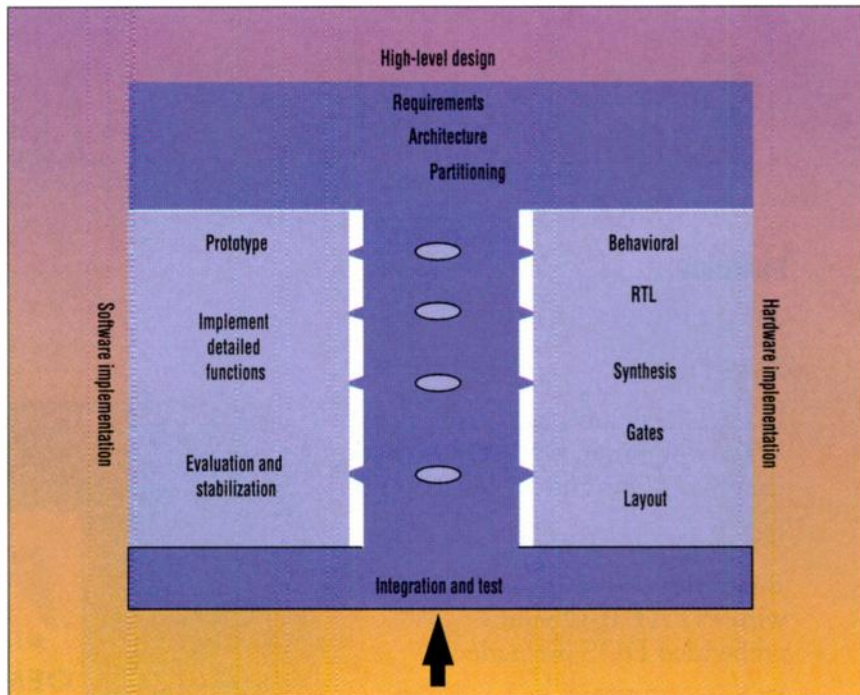 High-level design
Requirements
Architecture
Partitioning
Software implementation
Prototype
Implement
detailed
functions
Evaluation and
stabilization
Behavioral
RTL
Synthesis
Gates
Layout
Hardware implementation
Integration and test